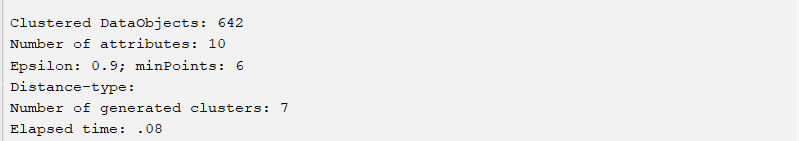 Clustered DataObjects: 642
Number of attributes: 10
Epsilon: 0.9; minPoints: 6
Distance-type:
Number of generated clusters: 7
Elapsed time: .08